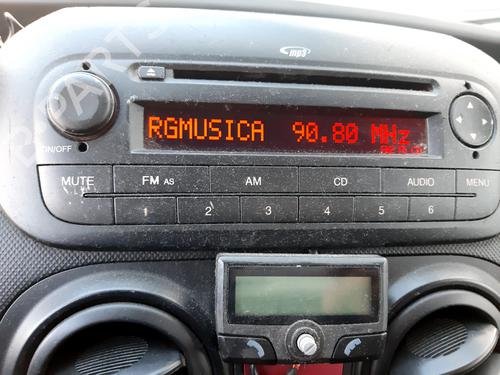 mp3
RGMUSICA 90.80 MHz
ON/OFF
MUTE FM AS AM CD AUDIO MENU
1 2 3 4 5 6